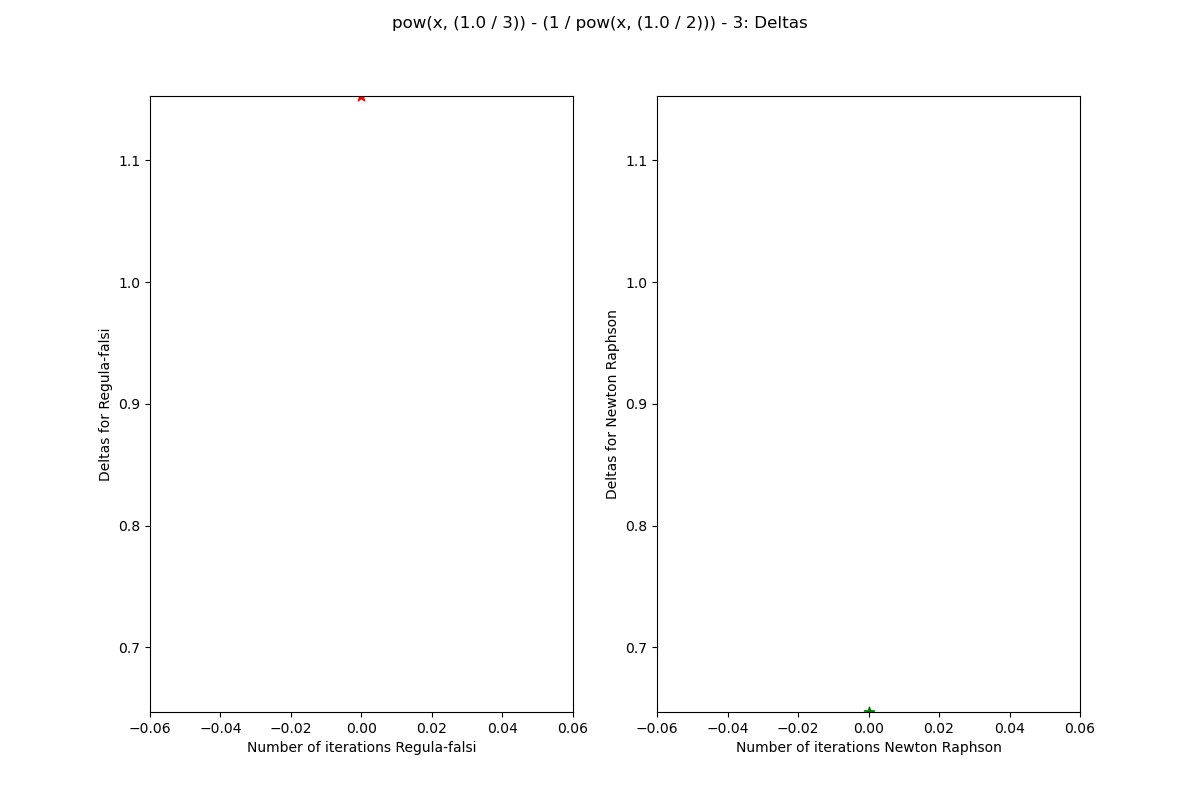 pow(x, (1.0 / 3)) - (1 / pow(x, (1.0 / 2))) - 3: Deltas
Deltas for Regula-falsi
1.1
1.0
0.9
0.8
0.7
−0.06 −0.04 −0.02 0.00 0.02 0.04 0.06
Number of iterations Regula-falsi
Deltas for Newton Raphson
1.1
1.0
0.9
0.8
0.7
−0.06 −0.04 −0.02 0.00 0.02 0.04 0.06
Number of iterations Newton Raphson